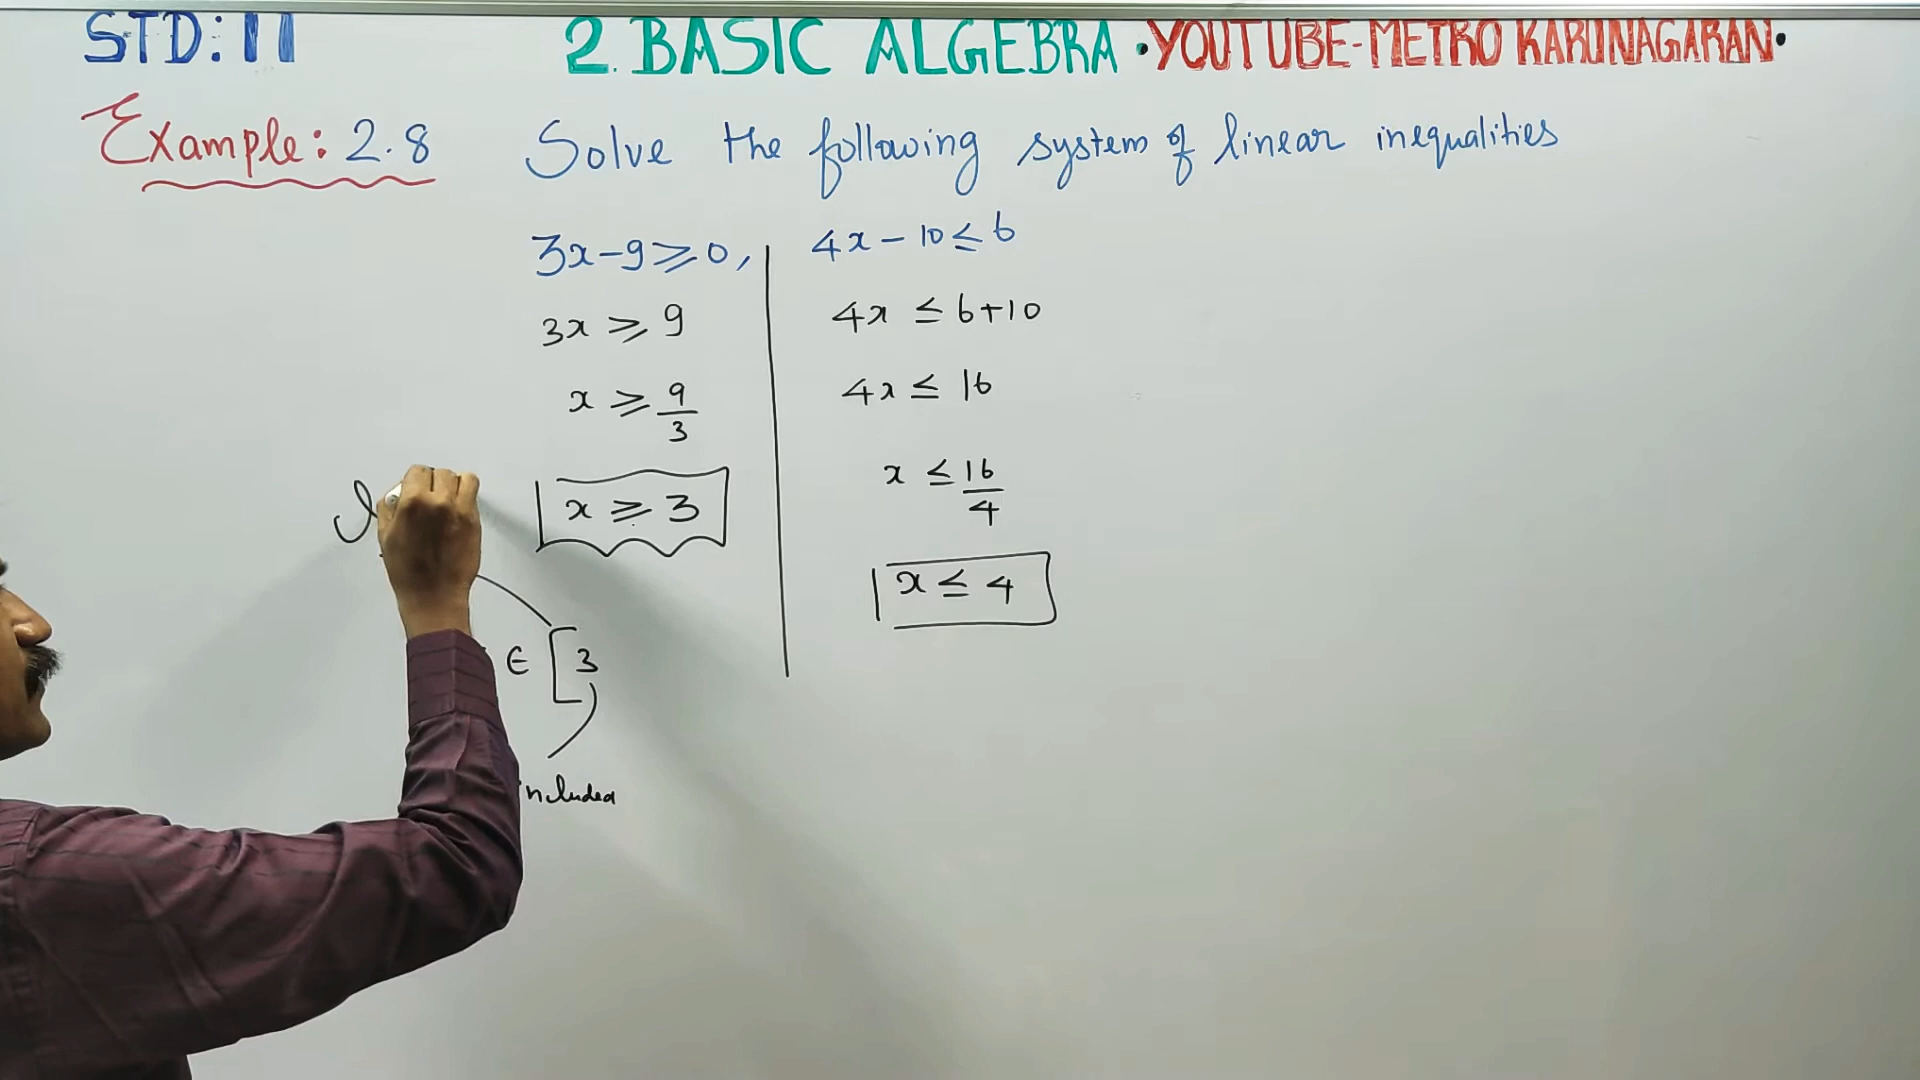 STD: 11
2. BASIC ALGEBRA • YOUTUBE-METRO KARUNAGARAN •
Example: 2.8 Solve the following system of linear inequalities
3x-9≥0,
3x ≥ 9
x ≥ 9/3
x ≥ 3
∈ [3
included
4x-10≤6
4x ≤ 6+10
4x ≤ 16
x ≤ 16/4
x ≤ 4